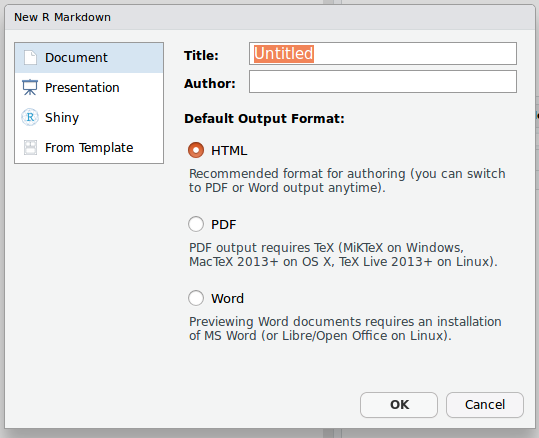 New R Markdown
Document
Presentation
Shiny
From Template
Title: Untitled
Author:
Default Output Format:
HTML
Recommended format for authoring (you can switch
to PDF or Word output anytime).
PDF
PDF output requires TeX (MiKTeX on Windows,
MacTeX 2013+ on OS X, TeX Live 2013+ on Linux).
Word
Previewing Word documents requires an installation
of MS Word (or Libre/Open Office on Linux).
OK Cancel